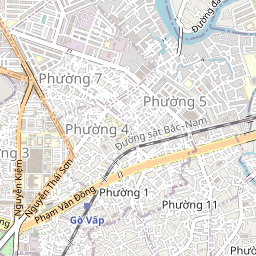 Đường đ
Phường 7
Phường 5
Phường 4
Đường sắt Bắc-Nam
3
Nguyễn Kiệm
Nguyễn Thái Sơn
Phạm Văn Đồng
Phường 1
Phường 11
Gò Vấp